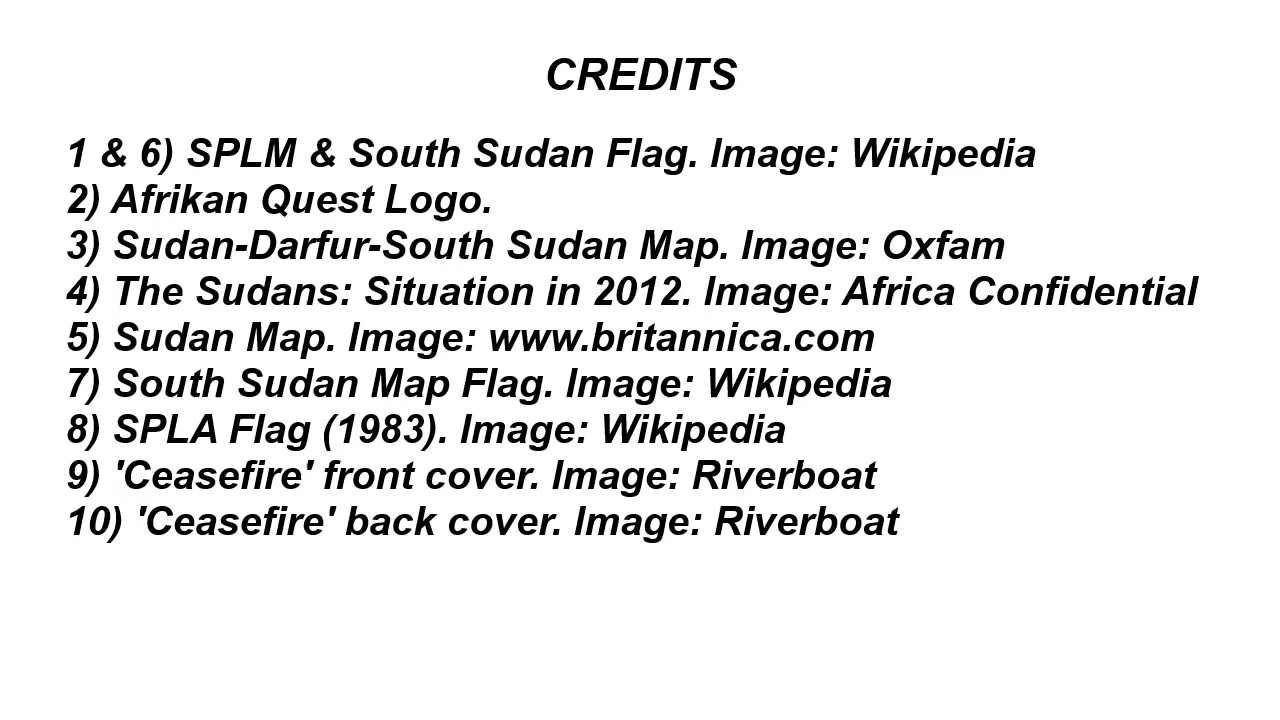 CREDITS
1 & 6) SPLM & South Sudan Flag. Image: Wikipedia
2) Afrikan Quest Logo.
3) Sudan-Darfur-South Sudan Map. Image: Oxfam
4) The Sudans: Situation in 2012. Image: Africa Confidential
5) Sudan Map. Image: www.britannica.com
7) South Sudan Map Flag. Image: Wikipedia
8) SPLA Flag (1983). Image: Wikipedia
9) 'Ceasefire' front cover. Image: Riverboat
10) 'Ceasefire' back cover. Image: Riverboat